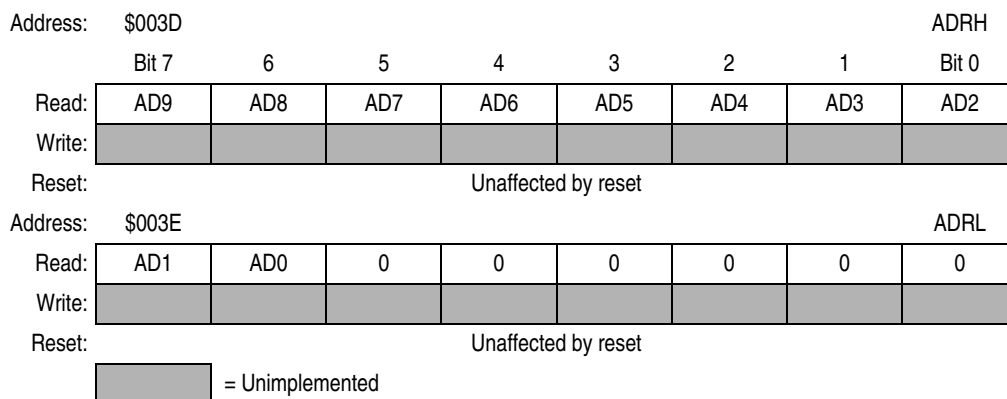 Address: $003D ADRH
Bit 7 6 5 4 3 2 1 Bit 0
Read: AD9 AD8 AD7 AD6 AD5 AD4 AD3 AD2
Write:
Reset: Unaffected by reset
Address: $003E ADRL
Read: AD1 AD0 0 0 0 0 0 0
Write:
Reset: Unaffected by reset
= Unimplemented